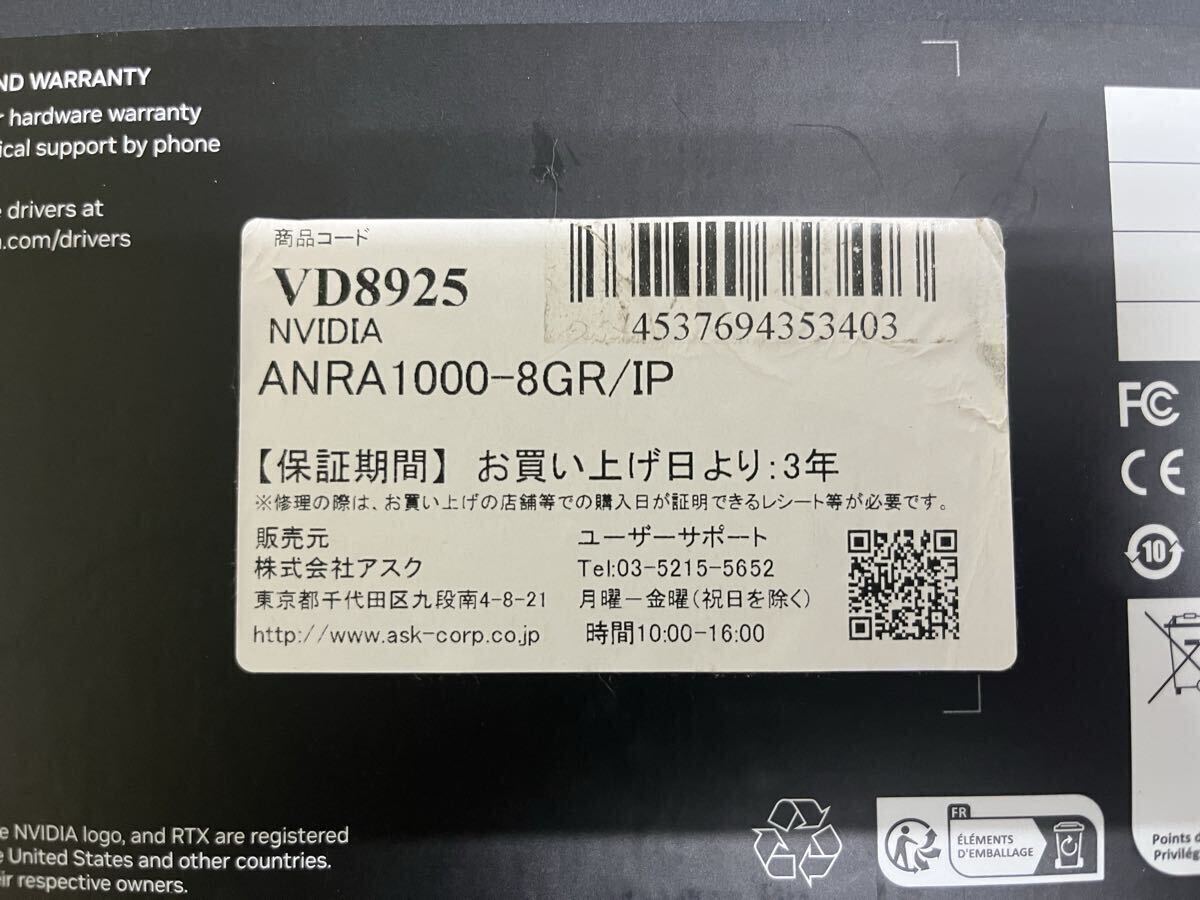 ND WARRANTY
r hardware warranty
ical support by phone
e drivers at
.com/drivers
商品コード
VD8925
4537694353403
NVIDIA
ANRA1000-8GR/IP
【保証期間】 お買い上げ日より:3年
※修理の際は、お買い上げの店舗等での購入日が証明できるレシート等が必要です。
販売元
株式会社アスク
東京都千代田区九段南4-8-21
http://www.ask-corp.co.jp
ユーザーサポート
Tel:03-5215-5652
月曜ー金曜(祝日を除く)
時間10:00-16:00
FC
CE
10
e NVIDIA logo, and RTX are registered
e United States and other countries.
ir respective owners.
FR
ÉLÉMENTS
D'EMBALLAGE
Points d
Privilég